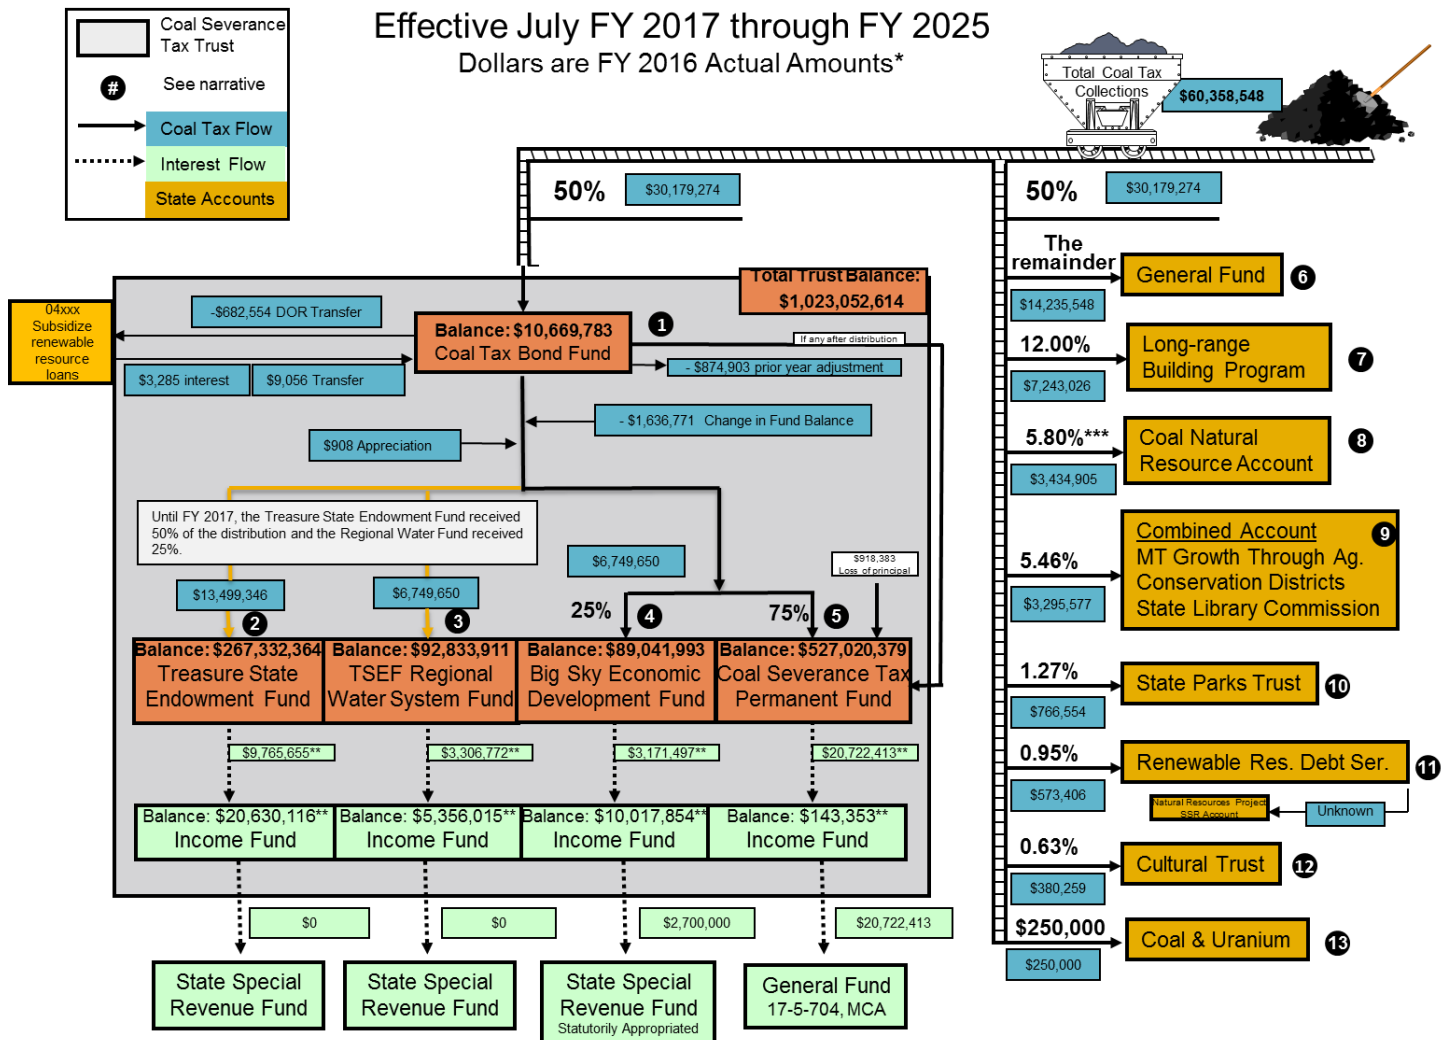 Effective July FY 2017 through FY 2025
Dollars are FY 2016 Actual Amounts*
Coal Severance
Tax Trust
#
See narrative
Coal Tax Flow
Interest Flow
State Accounts
Total Coal Tax
Collections
$60,358,548
50%
$30,179,274
50%
$30,179,274
Total Trust Balance:
$1,023,052,614
04xxx
Subsidize
renewable
resource
loans
-$682,554 DOR Transfer
Balance: $10,669,783
Coal Tax Bond Fund
1
If any after distribution
$3,285 interest
$9,056 Transfer
- $874,903 prior year adjustment
- $1,636,771 Change in Fund Balance
$908 Appreciation
Until FY 2017, the Treasure State Endowment Fund received
50% of the distribution and the Regional Water Fund received
25%.
$13,499,346
$6,749,650
$6,749,650
$918,383
Loss of principal
2
3
25%
4
75%
5
Balance: $267,332,364
Treasure State
Endowment Fund
Balance: $92,833,911
TSEF Regional
Water System Fund
Balance: $89,041,993
Big Sky Economic
Development Fund
Balance: $527,020,379
Coal Severance Tax
Permanent Fund
$9,765,655**
$3,306,772**
$3,171,497**
$20,722,413**
Balance: $20,630,116**
Income Fund
Balance: $5,356,015**
Income Fund
Balance: $10,017,854**
Income Fund
Balance: $143,353**
Income Fund
$0
$0
$2,700,000
$20,722,413
State Special
Revenue Fund
State Special
Revenue Fund
State Special
Revenue Fund
Statutorily Appropriated
General Fund
17-5-704, MCA
The
remainder
$14,235,548
General Fund
6
12.00%
$7,243,026
Long-range
Building Program
7
5.80%***
$3,434,905
Coal Natural
Resource Account
8
5.46%
$3,295,577
Combined Account
MT Growth Through Ag.
Conservation Districts
State Library Commission
9
1.27%
$766,554
State Parks Trust
10
0.95%
$573,406
Renewable Res. Debt Ser.
11
Natural Resources Project
SSR Account
Unknown
0.63%
$380,259
Cultural Trust
12
$250,000
$250,000
Coal & Uranium
13